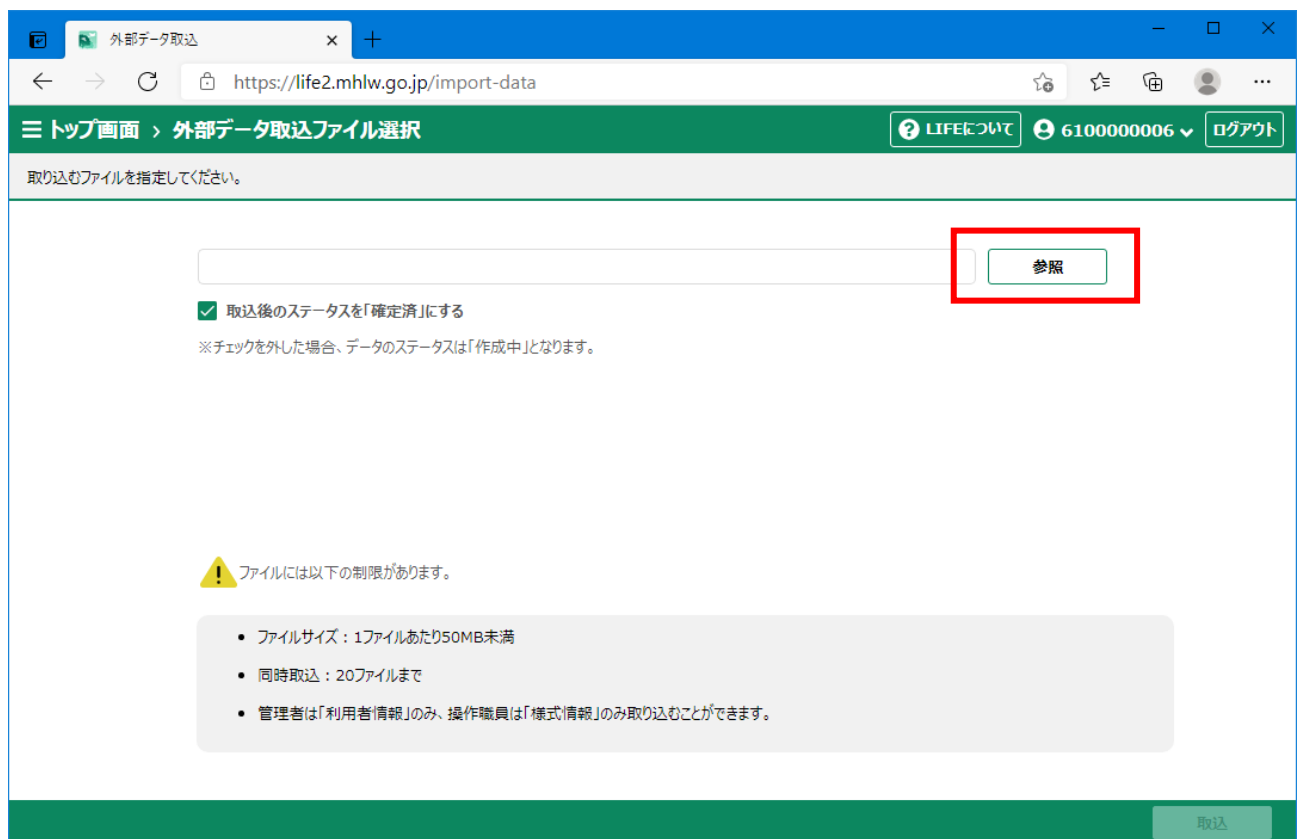 外部データ取込
https://life2.mhlw.go.jp/import-data
トップ画面 › 外部データ取込ファイル選択
? LIFEについて
6100000006
ログアウト
取り込むファイルを指定してください。
参照
取込後のステータスを「確定済」にする
※チェックを外した場合、データのステータスは「作成中」となります。
ファイルには以下の制限があります。
• ファイルサイズ：1ファイルあたり50MB未満
• 同時取込：20ファイルまで
• 管理者は「利用者情報」のみ、操作職員は「様式情報」のみ取り込むことができます。
取込